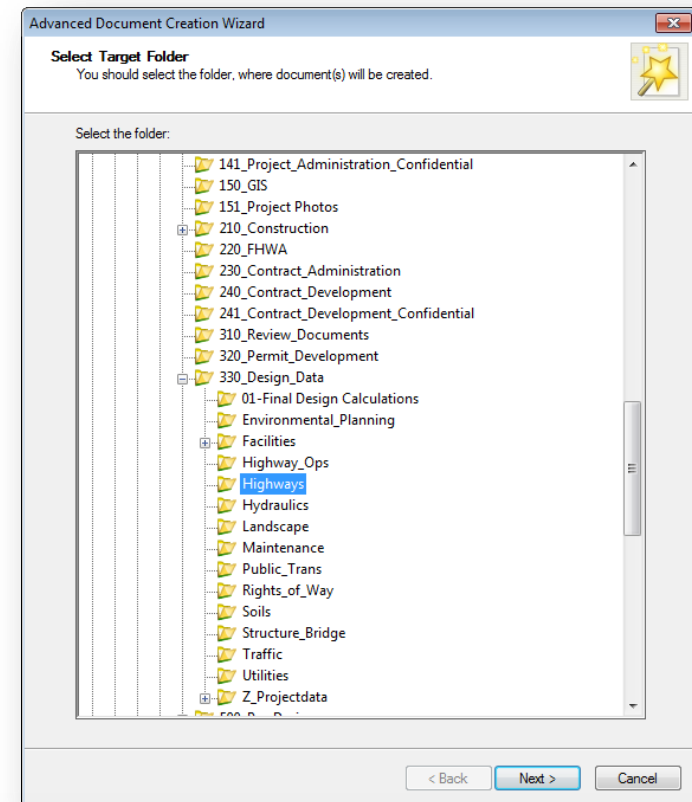 Advanced Document Creation Wizard
Select Target Folder
You should select the folder, where document(s) will be created.
Select the folder:
141_Project_Administration_Confidential
150_GIS
151_Project Photos
210_Construction
220_FHWA
230_Contract_Administration
240_Contract_Development
241_Contract_Development_Confidential
310_Review_Documents
320_Permit_Development
330_Design_Data
01-Final Design Calculations
Environmental_Planning
Facilities
Highway_Ops
Highways
Hydraulics
Landscape
Maintenance
Public_Trans
Rights_of_Way
Soils
Structure_Bridge
Traffic
Utilities
Z_Projectdata
< Back Next > Cancel